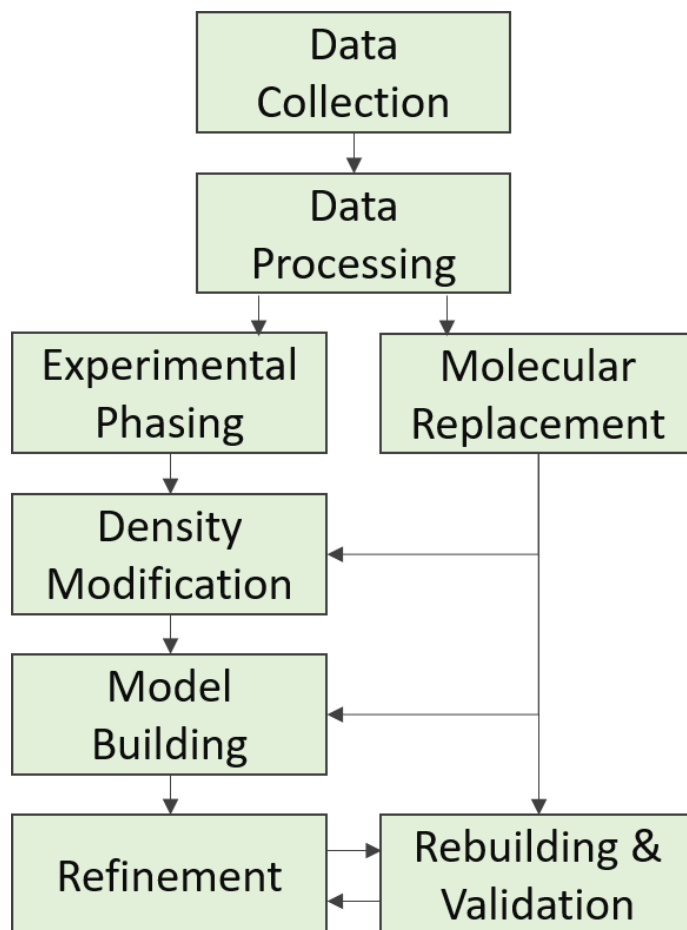 Data
Collection
Data
Processing
Experimental
Phasing
Molecular
Replacement
Density
Modification
Model
Building
Refinement
Rebuilding &
Validation